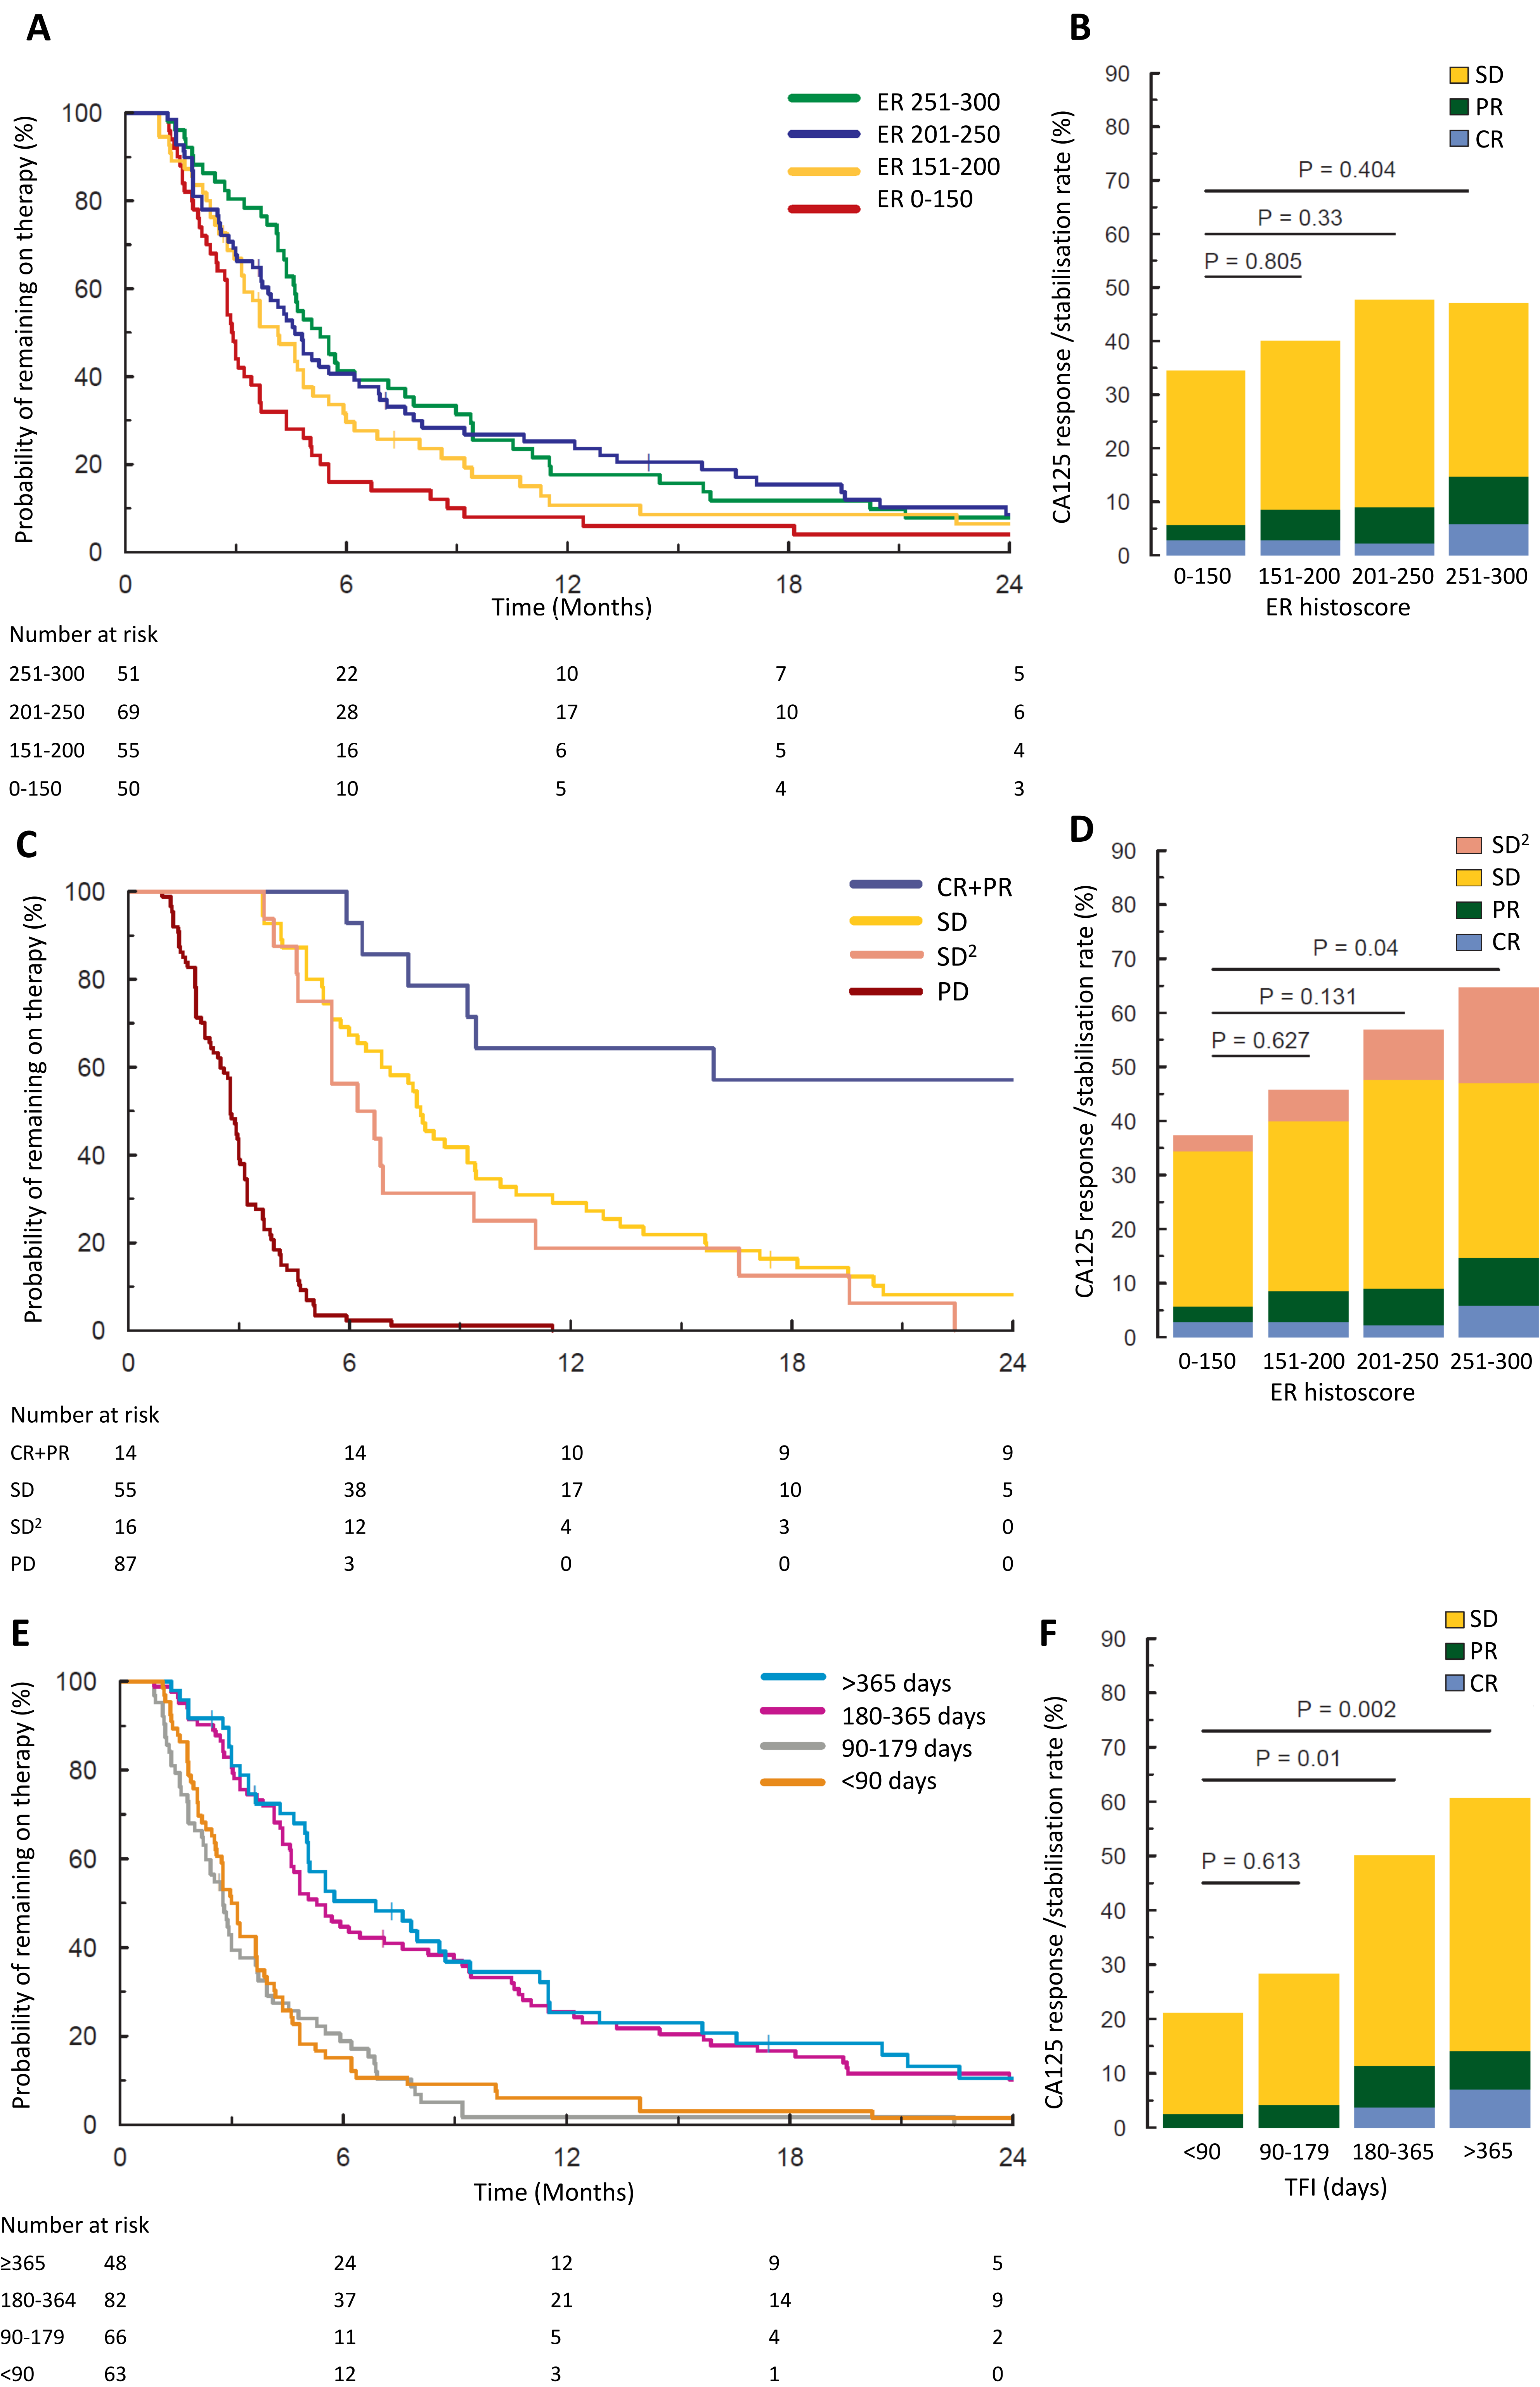 A
Probability of remaining on therapy (%)
100
80
60
40
20
0
ER 251-300
ER 201-250
ER 151-200
ER 0-150
0 6 12 18 24
Time (Months)
Number at risk
251-300 51 22 10 7 5
201-250 69 28 17 10 6
151-200 55 16 6 5 4
0-150 50 10 5 4 3
B
CA125 response /stabilisation rate (%)
90
80
70
60
50
40
30
20
10
0
SD
PR
CR
P = 0.404
P = 0.33
P = 0.805
0-150 151-200 201-250 251-300
ER histoscore
C
Probability of remaining on therapy (%)
100
80
60
40
20
0
CR+PR
SD
SD²
PD
0 6 12 18 24
Number at risk
CR+PR 14 14 10 9 9
SD 55 38 17 10 5
SD² 16 12 4 3 0
PD 87 3 0 0 0
D
CA125 response /stabilisation rate (%)
90
80
70
60
50
40
30
20
10
0
SD²
SD
PR
CR
P = 0.04
P = 0.131
P = 0.627
0-150 151-200 201-250 251-300
ER histoscore
E
Probability of remaining on therapy (%)
100
80
60
40
20
0
>365 days
180-365 days
90-179 days
<90 days
0 6 12 18 24
Time (Months)
Number at risk
≥365 48 24 12 9 5
180-364 82 37 21 14 9
90-179 66 11 5 4 2
<90 63 12 3 1 0
F
CA125 response /stabilisation rate (%)
90
80
70
60
50
40
30
20
10
0
SD
PR
CR
P = 0.002
P = 0.01
P = 0.613
<90 90-179 180-365 >365
TFI (days)